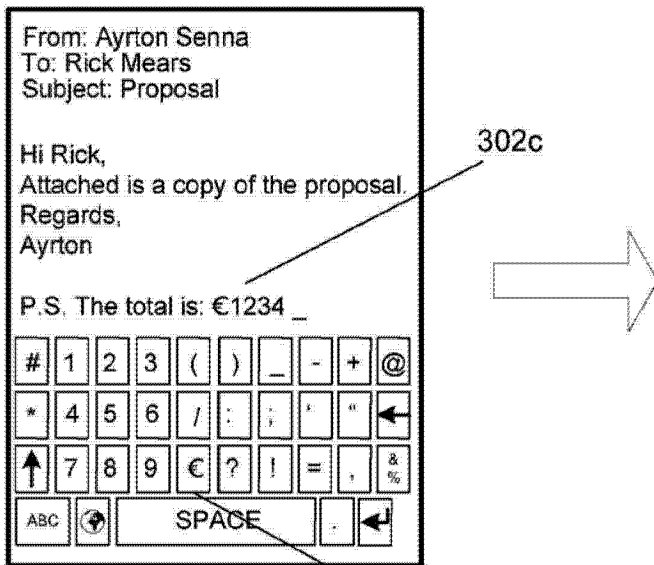 From: Ayrton Senna
To: Rick Mears
Subject: Proposal
Hi Rick,
Attached is a copy of the proposal.
Regards,
Ayrton
P.S. The total is: €1234 _
302c
# 1 2 3 ( ) _ - + @
* 4 5 6 / : ; ' " ←
↑ 7 8 9 € ? ! = , & %
ABC SPACE . ↵